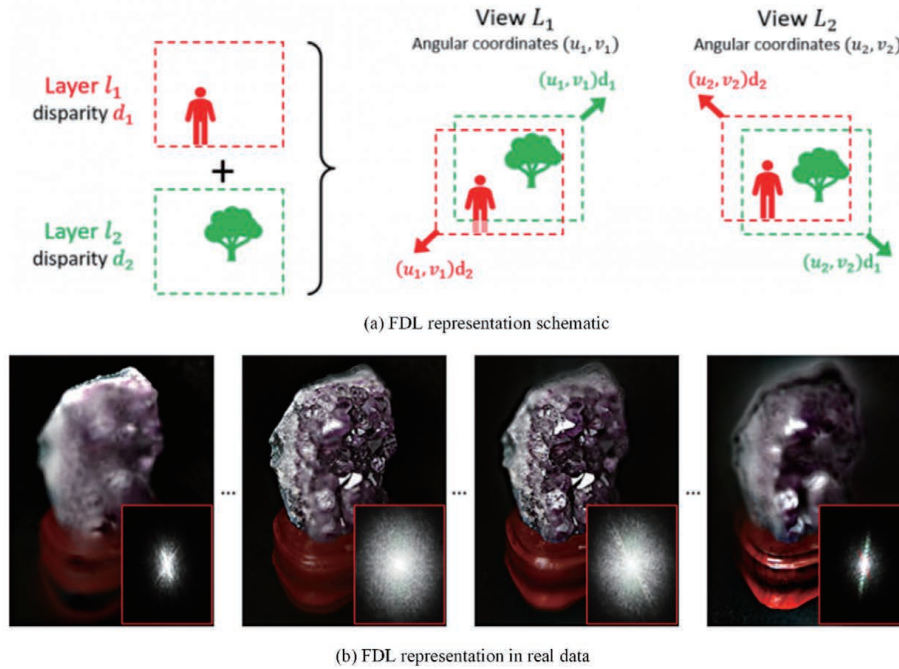 View L₁
Angular coordinates (u₁, v₁)
View L₂
Angular coordinates (u₂, v₂)
Layer l₁
disparity d₁
+
Layer l₂
disparity d₂
(u₁, v₁)d₁
(u₁, v₁)d₂
(u₂, v₂)d₂
(u₂, v₂)d₁
(a) FDL representation schematic
... ... ...
(b) FDL representation in real data